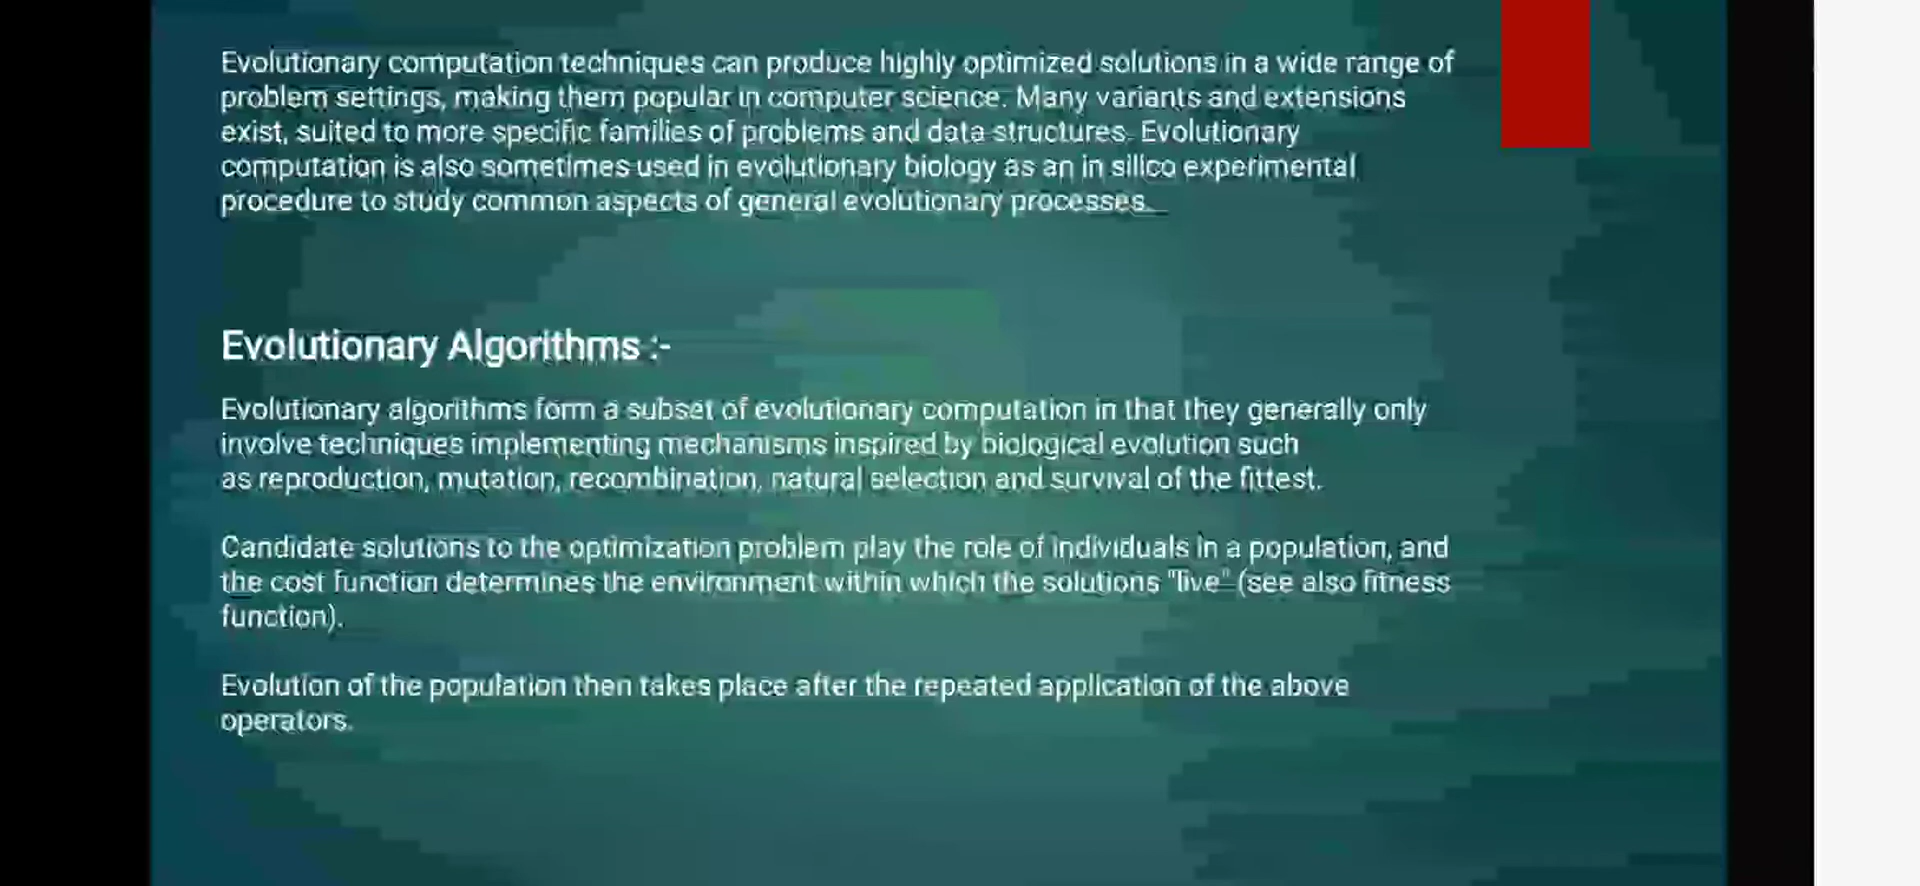 Evolutionary computation techniques can produce highly optimized solutions in a wide range of
problem settings, making them popular in computer science. Many variants and extensions
exist, suited to more specific families of problems and data structures. Evolutionary
computation is also sometimes used in evolutionary biology as an in silico experimental
procedure to study common aspects of general evolutionary processes.
Evolutionary Algorithms :-
Evolutionary algorithms form a subset of evolutionary computation in that they generally only
involve techniques implementing mechanisms inspired by biological evolution such
as reproduction, mutation, recombination, natural selection and survival of the fittest.
Candidate solutions to the optimization problem play the role of individuals in a population, and
the cost function determines the environment within which the solutions "live" (see also fitness
function).
Evolution of the population then takes place after the repeated application of the above
operators.